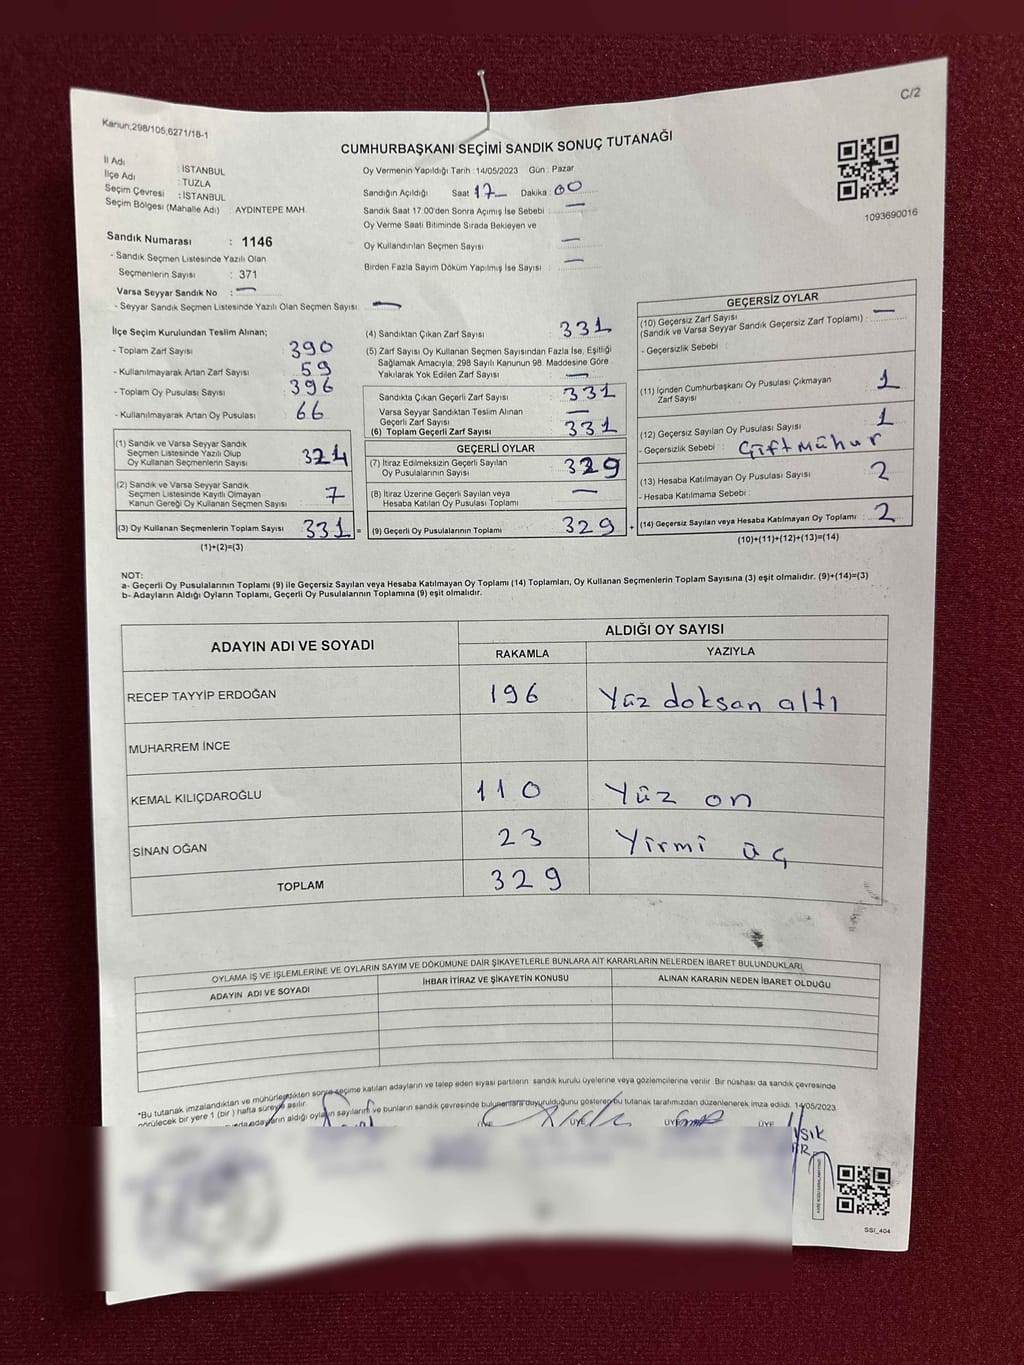 C/2
Kanun;298/105,6271/18-1
CUMHURBAŞKANI SEÇİMİ SANDIK SONUÇ TUTANAĞI
İl Adı : İSTANBUL
İlçe Adı : TUZLA
Seçim Çevresi : İSTANBUL
Seçim Bölgesi (Mahalle Adı) : AYDINTEPE MAH.
Oy Vermenin Yapıldığı Tarih : 14/05/2023 Gün : Pazar
Sandığın Açıldığı Saat 17 Dakika : 00
Sandık Saat 17.00'den Sonra Açımış İse Sebebi : —
Oy Verme Saati Bitiminde Sırada Bekleyen ve
Oy Kullandırılan Seçmen Sayısı —
Birden Fazla Sayım Döküm Yapılmış İse Sayısı : —
1093690016
Sandık Numarası : 1146
- Sandık Seçmen Listesinde Yazılı Olan
Seçmenlerin Sayısı : 371
Varsa Seyyar Sandık No : —
- Seyyar Sandık Seçmen Listesinde Yazılı Olan Seçmen Sayısı: —
İlçe Seçim Kurulundan Teslim Alınan;
- Toplam Zarf Sayısı : 390
- Kullanılmayarak Artan Zarf Sayısı : 59
- Toplam Oy Pusulası Sayısı : 396
- Kullanılmayarak Artan Oy Pusulası : 66
(1) Sandık ve Varsa Seyyar Sandık
Seçmen Listesinde Yazılı Olup
Oy Kullanan Seçmenlerin Sayısı : 324
(2) Sandık ve Varsa Seyyar Sandık
Seçmen Listesinde Kayıtlı Olmayan
Kanun Gereği Oy Kullanan Seçmen Sayısı : 7
(3) Oy Kullanan Seçmenlerin Toplam Sayısı : 331 =
(1)+(2)=(3)
(4) Sandıktan Çıkan Zarf Sayısı : 331
(5) Zarf Sayısı Oy Kullanan Seçmen Sayısından Fazla İse, Eşitliği
Sağlamak Amacıyla; 298 Sayılı Kanunun 98. Maddesine Göre
Yakılarak Yok Edilen Zarf Sayısı : —
Sandıkta Çıkan Geçerli Zarf Sayısı : 331
Varsa Seyyar Sandıktan Teslim Alınan
Geçerli Zarf Sayısı : —
(6) Toplam Geçerli Zarf Sayısı : 331
GEÇERLİ OYLAR
(7) İtiraz Edilmeksizin Geçerli Sayılan
Oy Pusulalarının Sayısı : 329
(8) İtiraz Üzerine Geçerli Sayılan veya
Hesaba Katılan Oy Pusulası Toplamı : —
(9) Geçerli Oy Pusulalarının Toplamı : 329 +
GEÇERSİZ OYLAR
(10) Geçersiz Zarf Sayısı
(Sandık ve Varsa Seyyar Sandık Geçersiz Zarf Toplamı) : —
- Geçersizlik Sebebi :
(11) İçinden Cumhurbaşkanı Oy Pusulası Çıkmayan
Zarf Sayısı : 1
(12) Geçersiz Sayılan Oy Pusulası Sayısı : 1
- Geçersizlik Sebebi : Çift mühür
(13) Hesaba Katılmayan Oy Pusulası Sayısı : 2
- Hesaba Katılmama Sebebi :
(14) Geçersiz Sayılan veya Hesaba Katılmayan Oy Toplamı : 2
(10)+(11)+(12)+(13)=(14)
NOT:
a- Geçerli Oy Pusulalarının Toplamı (9) ile Geçersiz Sayılan veya Hesaba Katılmayan Oy Toplamı (14) Toplamları, Oy Kullanan Seçmenlerin Toplam Sayısına (3) eşit olmalıdır. (9)+(14)=(3)
b- Adayların Aldığı Oyların Toplamı, Geçerli Oy Pusulalarının Toplamına (9) eşit olmalıdır.
ADAYIN ADI VE SOYADI
ALDIĞI OY SAYISI
RAKAMLA YAZIYLA
RECEP TAYYİP ERDOĞAN 196 Yüz doksan altı
MUHARREM İNCE
KEMAL KILIÇDAROĞLU 110 Yüz on
SİNAN OĞAN 23 Yirmi üç
TOPLAM 329
OYLAMA İŞ VE İŞLEMLERİNE VE OYLARIN SAYIM VE DÖKÜMÜNE DAİR ŞİKAYETLERLE BUNLARA AİT KARARLARIN NELERDEN İBARET BULUNDUKLARI
ADAYIN ADI VE SOYADI İHBAR İTİRAZ VE ŞİKAYETİN KONUSU ALINAN KARARIN NEDEN İBARET OLDUĞU
*Bu tutanak imzalandıktan ve mühürlendikten sonra seçime katılan adayların ve talep eden siyasi partilerin sandık kurulu üyelerine veya gözlemcilerine verilir. Bir nüshası da sandık çevresinde
görülecek bir yere 1 (bir) hafta süreyle asılır.
adayların aldığı oyların sayılarını ve bunların sandık çevresinde bulunanlara duyurulduğunu gösteren bu tutanak tarafımızdan düzenlenerek imza edildi. 14/05/2023
ÜYE ÜYE ÜYE ÜYE
SSİ_404